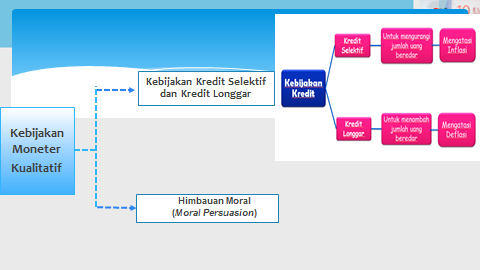 Kebijakan
Moneter
Kualitatif
Kebijakan Kredit Selektif
dan Kredit Longgar
Himbauan Moral
(Moral Persuasion)
Kebijakan
Kredit
Kredit
Selektif
Untuk mengurangi
jumlah uang
beredar
Mengatasi
Inflasi
Kredit
Longgar
Untuk menambah
jumlah uang
beredar
Mengatasi
Deflasi